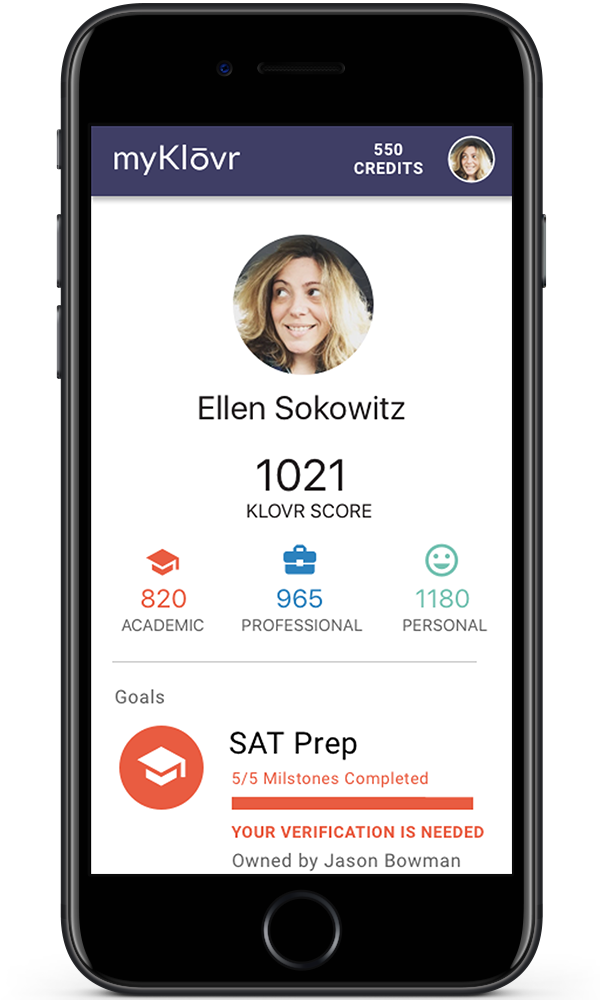 myKlōvr
550
CREDITS
Ellen Sokowitz
1021
KLOVR SCORE
820
965
1180
ACADEMIC
PROFESSIONAL
PERSONAL
Goals
SAT Prep
5/5 Milstones Completed
YOUR VERIFICATION IS NEEDED
Owned by Jason Bowman